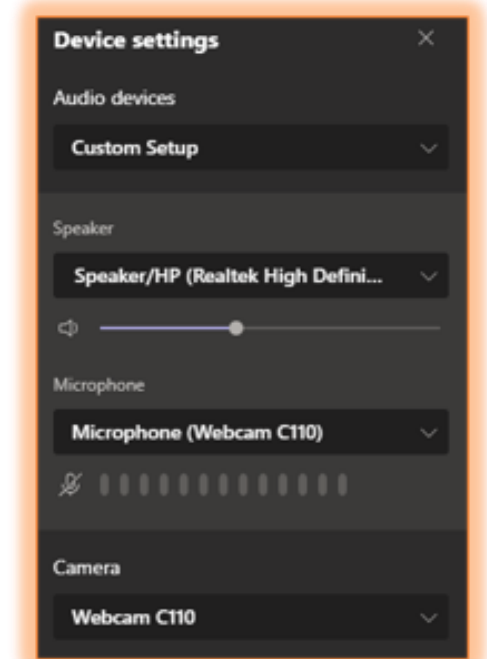 Device settings
Audio devices
Custom Setup
Speaker
Speaker/HP (Realtek High Defini...
Microphone
Microphone (Webcam C110)
Camera
Webcam C110